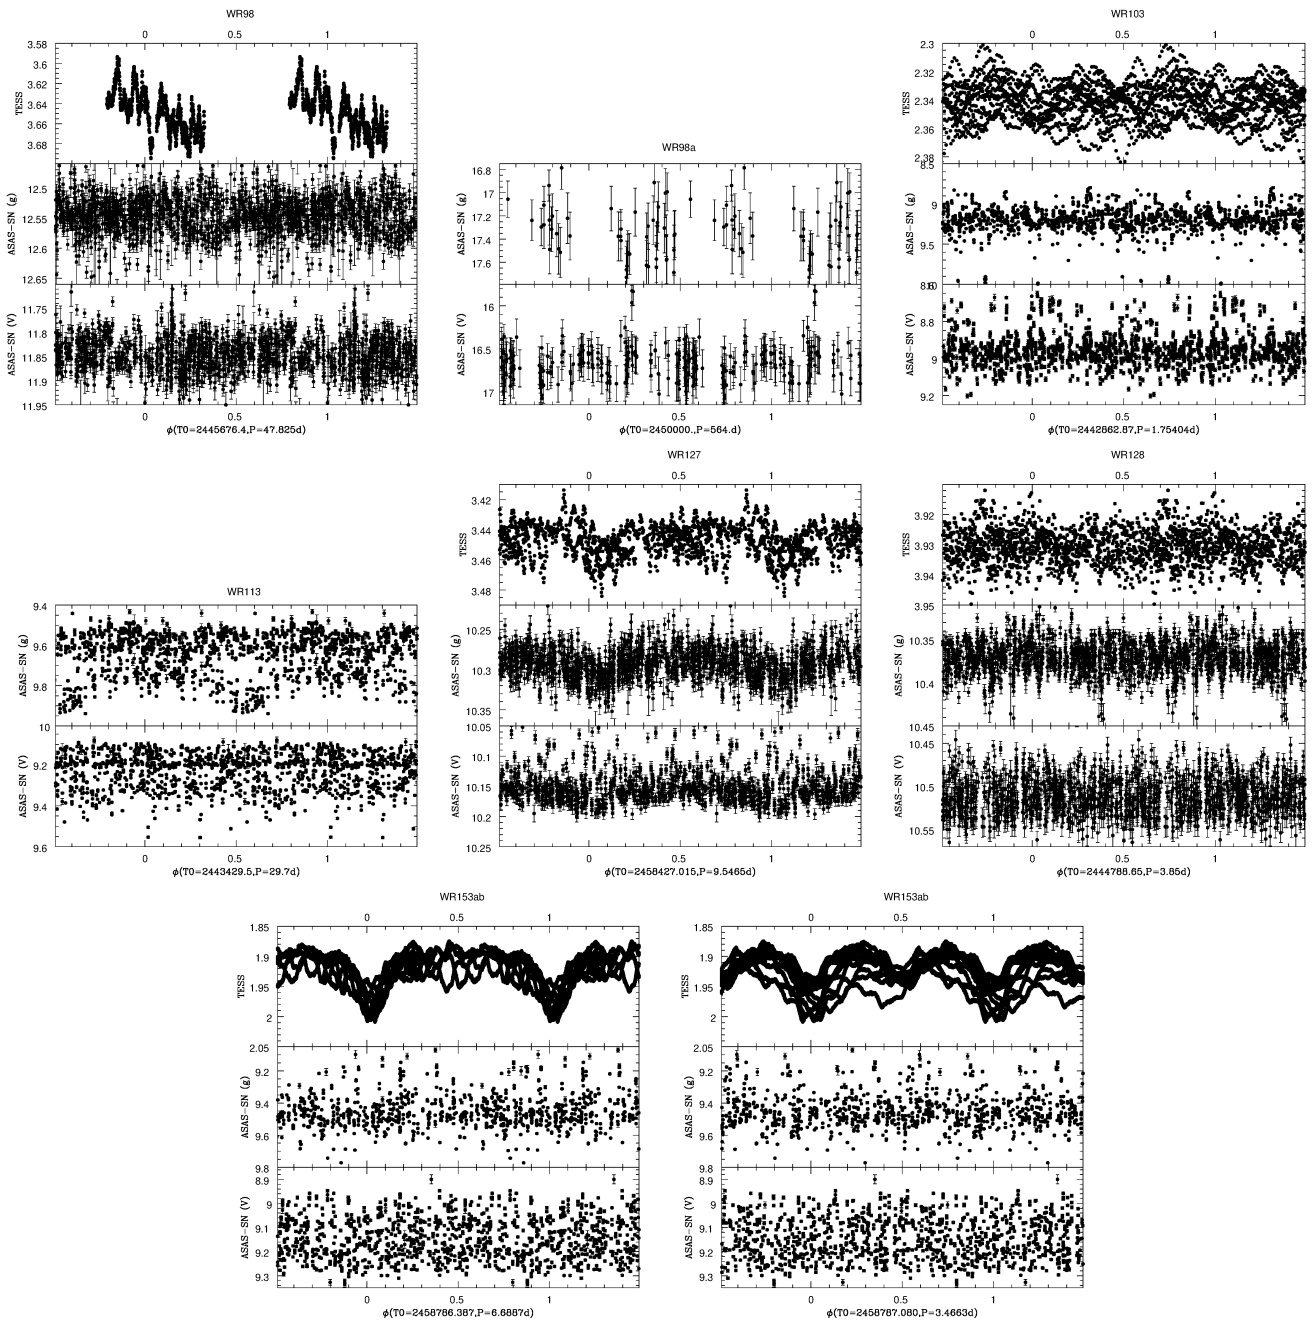 WR98
0 0.5 1
3.58
3.6
3.62
3.64
3.66
3.68
TESS
12.5
12.55
12.6
12.65
ASAS-SN (g)
11.75
11.8
11.85
11.9
11.95
ASAS-SN (V)
0 0.5 1
ϕ(T0=2445676.4,P=47.825d)
WR98a
16.8
17
17.2
17.4
17.6
ASAS-SN (g)
16
16.5
17
ASAS-SN (V)
0 0.5 1
ϕ(T0=2450000.,P=564.d)
WR103
0 0.5 1
2.3
2.32
2.34
2.36
2.38
TESS
8.5
9
9.5
ASAS-SN (g)
8.8
9
9.2
ASAS-SN (V)
0 0.5 1
ϕ(T0=2442862.87,P=1.75404d)
WR113
9.4
9.6
9.8
10
ASAS-SN (g)
9.2
9.4
9.6
ASAS-SN (V)
0 0.5 1
ϕ(T0=2443429.5,P=29.7d)
WR127
0 0.5 1
3.42
3.44
3.46
3.48
TESS
10.25
10.3
10.35
ASAS-SN (g)
10.05
10.1
10.15
10.2
10.25
ASAS-SN (V)
0 0.5 1
ϕ(T0=2458427.015,P=9.5465d)
WR128
0 0.5 1
3.92
3.93
3.94
3.95
TESS
10.35
10.4
10.45
ASAS-SN (g)
10.45
10.5
10.55
ASAS-SN (V)
0 0.5 1
ϕ(T0=2444788.65,P=3.85d)
WR153ab
0 0.5 1
1.85
1.9
1.95
2
2.05
TESS
9.2
9.4
9.6
9.8
ASAS-SN (g)
8.9
9
9.1
9.2
9.3
ASAS-SN (V)
0 0.5 1
ϕ(T0=2458786.387,P=6.6887d)
WR153ab
0 0.5 1
1.85
1.9
1.95
2
2.05
TESS
9.2
9.4
9.6
9.8
ASAS-SN (g)
8.9
9
9.1
9.2
9.3
ASAS-SN (V)
0 0.5 1
ϕ(T0=2458787.080,P=3.4663d)